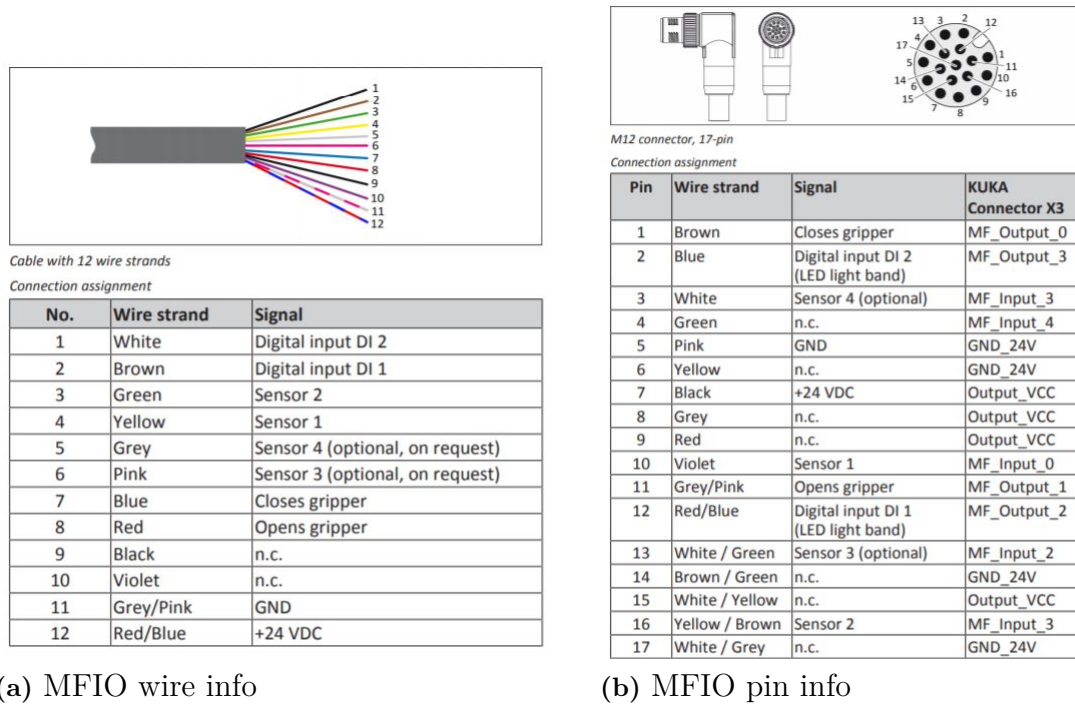 1
2
3
4
5
6
7
8
9
10
11
12
Cable with 12 wire strands
Connection assignment
No. Wire strand Signal
1 White Digital input DI 2
2 Brown Digital input DI 1
3 Green Sensor 2
4 Yellow Sensor 1
5 Grey Sensor 4 (optional, on request)
6 Pink Sensor 3 (optional, on request)
7 Blue Closes gripper
8 Red Opens gripper
9 Black n.c.
10 Violet n.c.
11 Grey/Pink GND
12 Red/Blue +24 VDC
(a) MFIO wire info
13 3 2 12
4
17 1
5 11
14 10
6 16
15 9
7 8
M12 connector, 17-pin
Connection assignment
Pin Wire strand Signal KUKA
Connector X3
1 Brown Closes gripper MF_Output_0
2 Blue Digital input DI 2 MF_Output_3
(LED light band)
3 White Sensor 4 (optional) MF_Input_3
4 Green n.c. MF_Input_4
5 Pink GND GND_24V
6 Yellow n.c. GND_24V
7 Black +24 VDC Output_VCC
8 Grey n.c. Output_VCC
9 Red n.c. Output_VCC
10 Violet Sensor 1 MF_Input_0
11 Grey/Pink Opens gripper MF_Output_1
12 Red/Blue Digital input DI 1 MF_Output_2
(LED light band)
13 White / Green Sensor 3 (optional) MF_Input_2
14 Brown / Green n.c. GND_24V
15 White / Yellow n.c. Output_VCC
16 Yellow / Brown Sensor 2 MF_Input_3
17 White / Grey n.c. GND_24V
(b) MFIO pin info